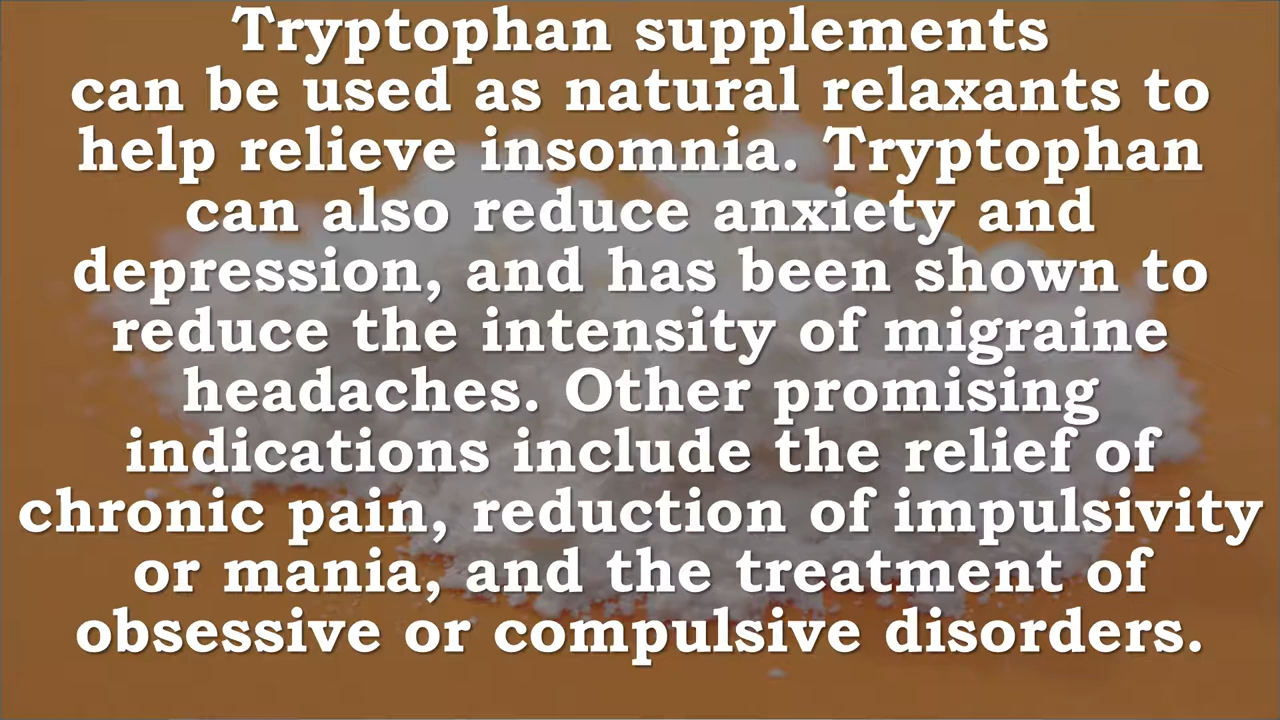 Tryptophan supplements
can be used as natural relaxants to
help relieve insomnia. Tryptophan
can also reduce anxiety and
depression, and has been shown to
reduce the intensity of migraine
headaches. Other promising
indications include the relief of
chronic pain, reduction of impulsivity
or mania, and the treatment of
obsessive or compulsive disorders.